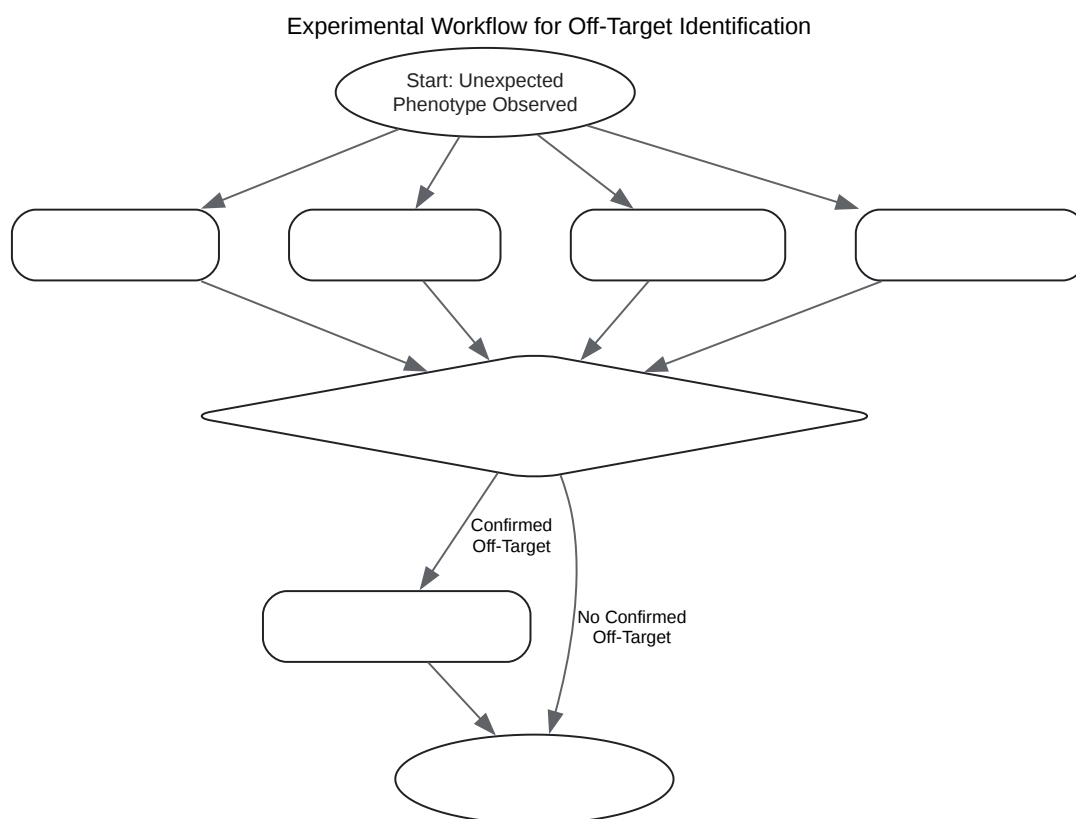 Experimental Workflow for Off-Target Identification
Start: Unexpected
Phenotype Observed
Confirmed
Off-Target
No Confirmed
Off-Target